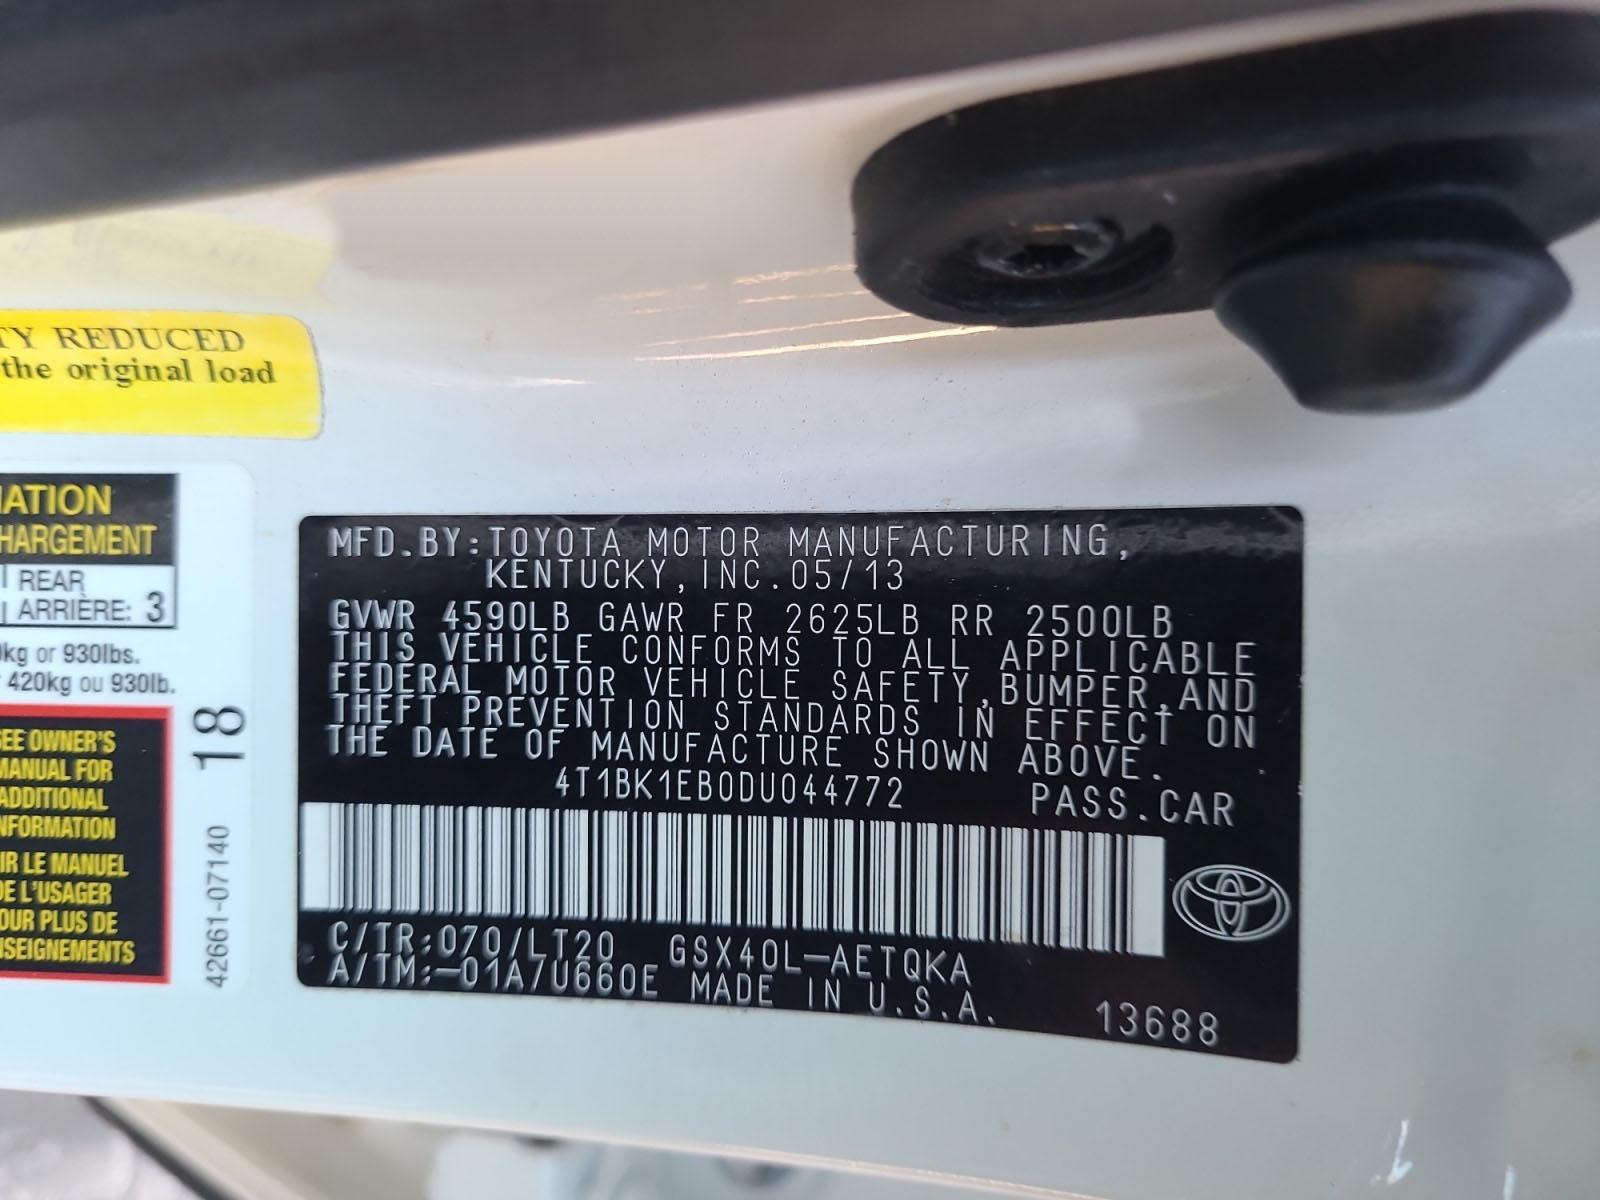 TY REDUCED
the original load
IATION
HARGEMENT
REAR
ARRIÈRE: 3
kg or 930lbs.
420kg ou 930lb.
SEE OWNER'S
MANUAL FOR
ADDITIONAL
NFORMATION
IR LE MANUEL
DE L'USAGER
OUR PLUS DE
NSEIGNEMENTS
18
42661-07140
MFD.BY:TOYOTA MOTOR MANUFACTURING,
KENTUCKY,INC.05/13
GVWR 4590LB GAWR FR 2625LB RR 2500LB
THIS VEHICLE CONFORMS TO ALL APPLICABLE
FEDERAL MOTOR VEHICLE SAFETY,BUMPER,AND
THEFT PREVENTION STANDARDS IN EFFECT ON
THE DATE OF MANUFACTURE SHOWN ABOVE.
4T1BK1EB0DU044772 PASS.CAR
C/TR:070/LT20 GSX40L-AETQKA
A/TM:-01A/U660E MADE IN U.S.A.
13688